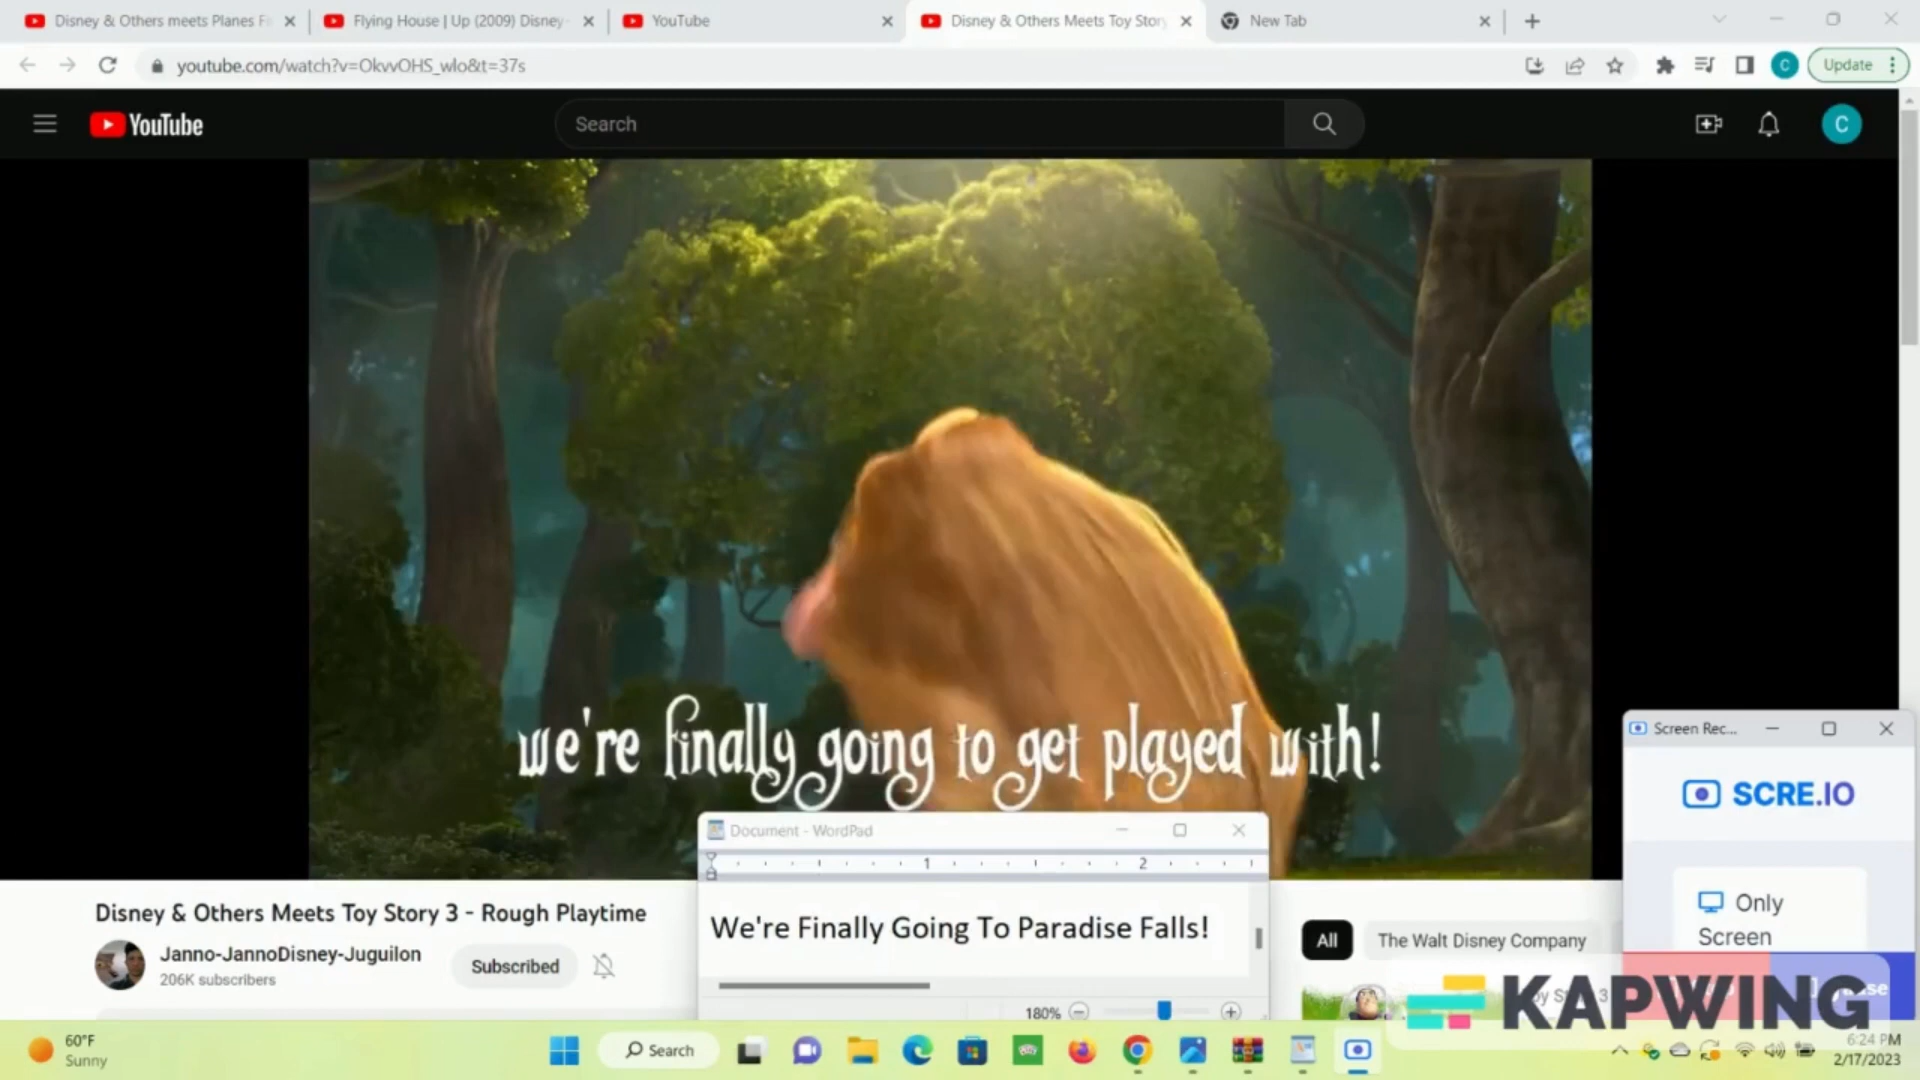 Disney & Others meets Planes Fi
Flying House | Up (2009) Disney
YouTube
Disney & Others Meets Toy Story
New Tab
youtube.com/watch?v=OkvvOHS_wlo&t=37s
C
Update
YouTube
Search
C
we're finally going to get played with!
Screen Rec...
SCRE.IO
Only
Screen
Document - WordPad
1
2
We're Finally Going To Paradise Falls!
180%
Disney & Others Meets Toy Story 3 - Rough Playtime
Janno-JannoDisney-Juguilon
206K subscribers
Subscribed
All
The Walt Disney Company
KAPWING
60°F
Sunny
Search
6:24 PM
2/17/2023